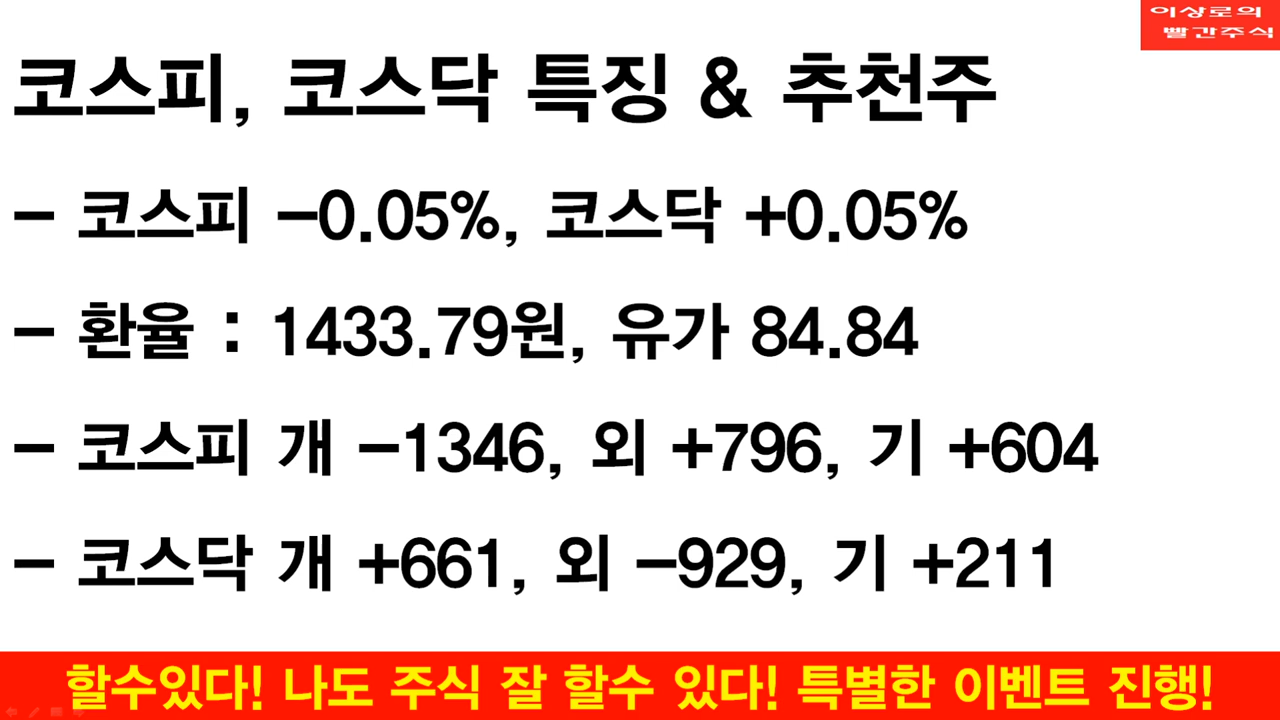 이상로의
빨간주식
코스피, 코스닥 특징 & 추천주
- 코스피 -0.05%, 코스닥 +0.05%
- 환율 : 1433.79원, 유가 84.84
- 코스피 개 -1346, 외 +796, 기 +604
- 코스닥 개 +661, 외 -929, 기 +211
할수있다! 나도 주식 잘 할수 있다! 특별한 이벤트 진행!